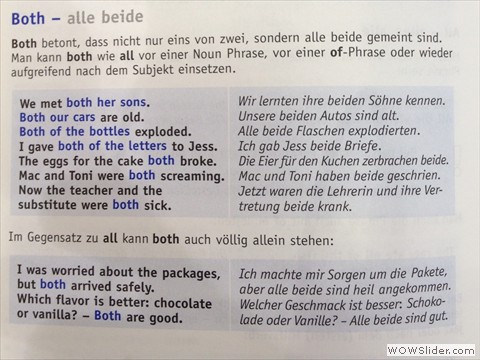 Both – alle beide
Both betont, dass nicht nur eins von zwei, sondern alle beide gemeint sind.
Man kann both wie all vor einer Noun Phrase, vor einer of-Phrase oder wieder
aufgreifend nach dem Subjekt einsetzen.
We met both her sons.
Both our cars are old.
Both of the bottles exploded.
I gave both of the letters to Jess.
The eggs for the cake both broke.
Mac and Toni were both screaming.
Now the teacher and the
substitute were both sick.
Wir lernten ihre beiden Söhne kennen.
Unsere beiden Autos sind alt.
Alle beide Flaschen explodierten.
Ich gab Jess beide Briefe.
Die Eier für den Kuchen zerbrachen beide.
Mac und Toni haben beide geschrien.
Jetzt waren die Lehrerin und ihre Ver-
tretung beide krank.
Im Gegensatz zu all kann both auch völlig allein stehen:
I was worried about the packages,
but both arrived safely.
Which flavor is better: chocolate
or vanilla? – Both are good.
Ich machte mir Sorgen um die Pakete,
aber alle beide sind heil angekommen.
Welcher Geschmack ist besser: Schoko-
lade oder Vanille? – Alle beide sind gut.
WOWSlider.com